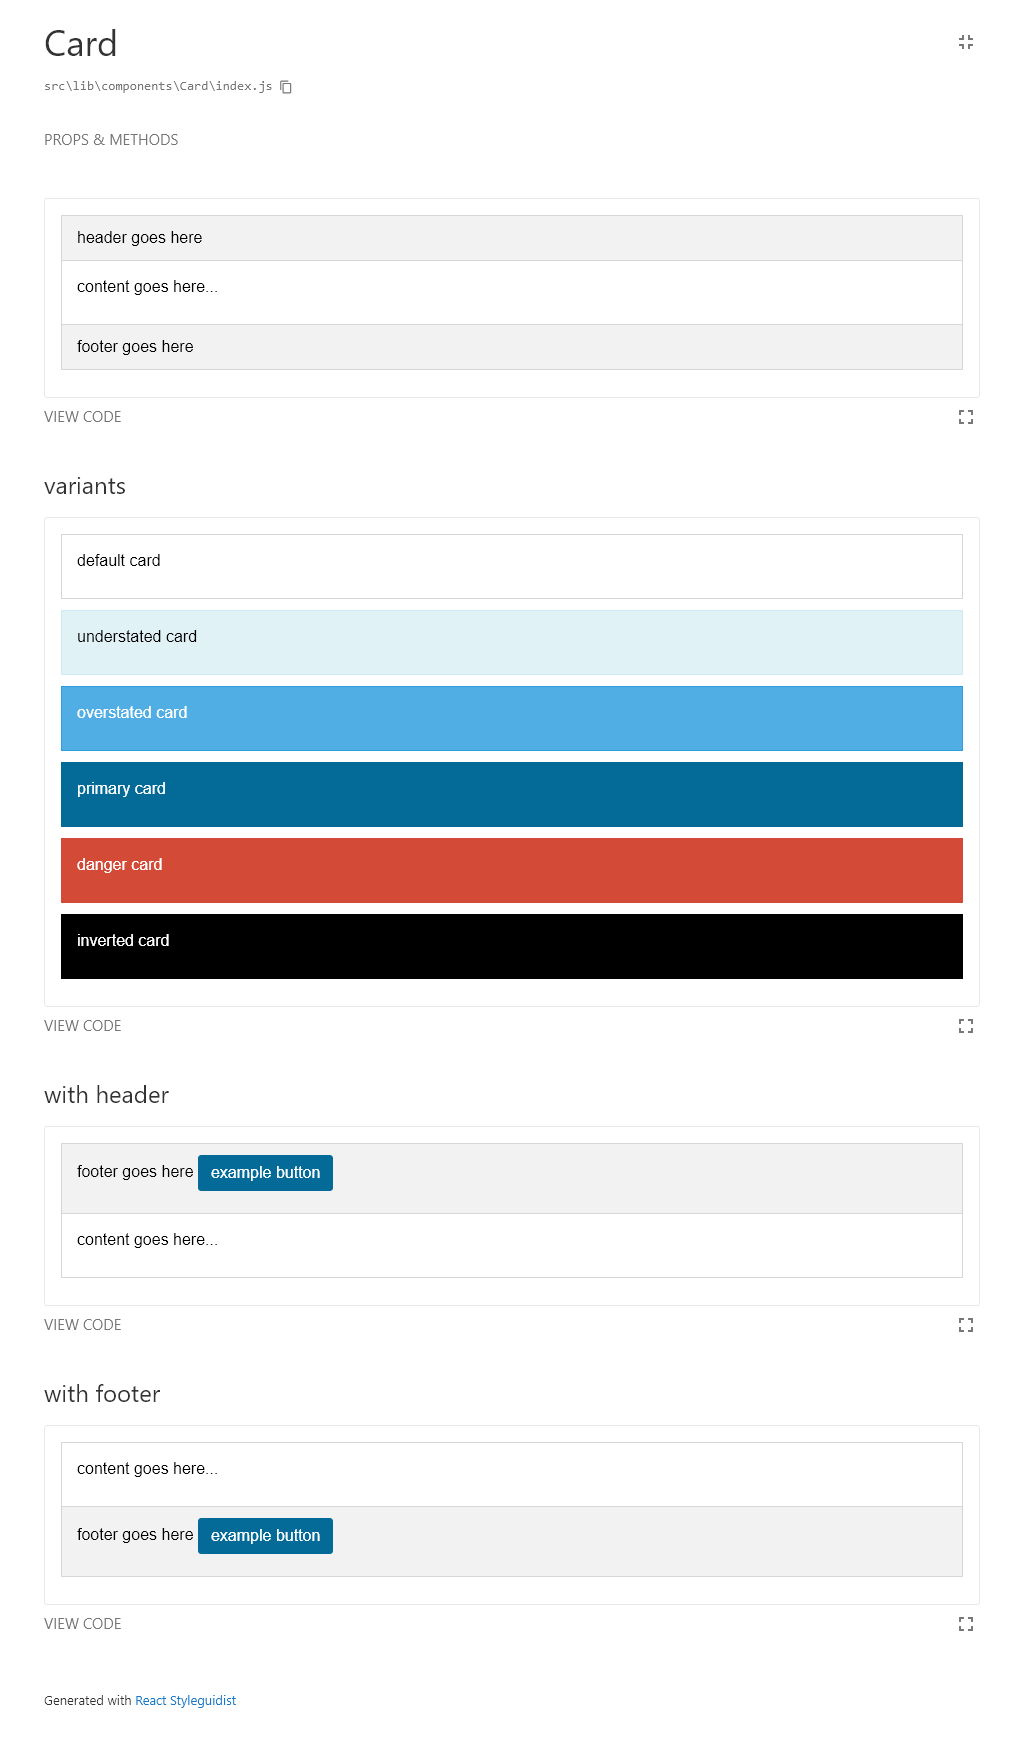 Card
src\lib\components\Card\index.js
PROPS & METHODS
header goes here
content goes here...
footer goes here
VIEW CODE
variants
default card
understated card
overstated card
primary card
danger card
inverted card
VIEW CODE
with header
footer goes here example button
content goes here...
VIEW CODE
with footer
content goes here...
footer goes here example button
VIEW CODE
Generated with React Styleguidist